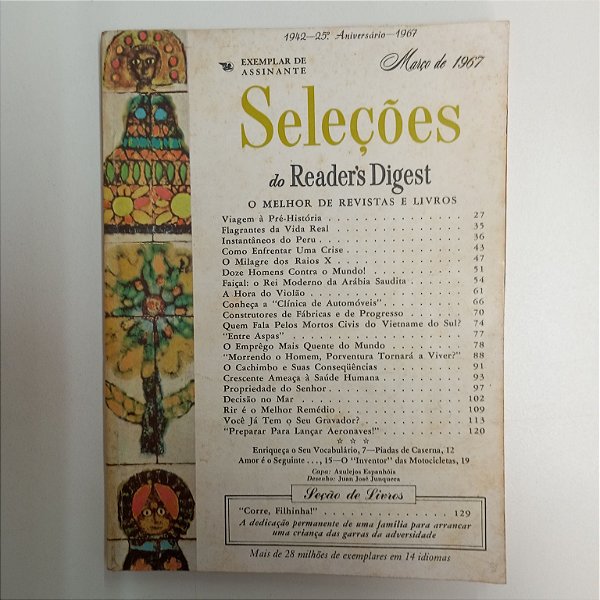 1942—25º Aniversário—1967
EXEMPLAR DE
ASSINANTE
Março de 1967
Seleções
do Reader's Digest
O MELHOR DE REVISTAS E LIVROS
Viagem à Pré-História . . . . . . . . . . . . . . . 27
Flagrantes da Vida Real . . . . . . . . . . . . . . 35
Instantâneos do Peru . . . . . . . . . . . . . . . 36
Como Enfrentar Uma Crise . . . . . . . . . . . . . 43
O Milagre dos Raios X . . . . . . . . . . . . . . . 47
Doze Homens Contra o Mundo! . . . . . . . . . . . 51
Faiçal: o Rei Moderno da Arábia Saudita . . . . . . 54
A Hora do Violão . . . . . . . . . . . . . . . . . 61
Conheça a "Clínica de Automóveis" . . . . . . . . . 66
Construtores de Fábricas e de Progresso . . . . . . 70
Quem Fala Pelos Mortos Civis do Vietname do Sul? 74
"Entre Aspas" . . . . . . . . . . . . . . . . . . . 77
O Emprêgo Mais Quente do Mundo . . . . . . . . . 78
"Morrendo o Homem, Porventura Tornará a Viver?" 88
O Cachimbo e Suas Conseqüências . . . . . . . . . 91
Crescente Ameaça à Saúde Humana . . . . . . . . . 93
Propriedade do Senhor . . . . . . . . . . . . . . . 97
Decisão no Mar . . . . . . . . . . . . . . . . . . 102
Rir é o Melhor Remédio . . . . . . . . . . . . . . 109
Você Já Tem o Seu Gravador? . . . . . . . . . . . 113
"Preparar Para Lançar Aeronaves!" . . . . . . . . . 120
☆ ☆ ☆
Enriqueça o Seu Vocabulário, 7—Piadas de Caserna, 12
Amor é o Seguinte . . ., 15—O "Inventor" das Motocicletas, 19
Capa: Azulejos Espanhóis
Desenho: Juan José Junquera
Seção de Livros
"Corre, Filhinha!" . . . . . . . . . . . . . . . . 129
A dedicação permanente de uma família para arrancar
uma criança das garras da adversidade
Mais de 28 milhões de exemplares em 14 idiomas